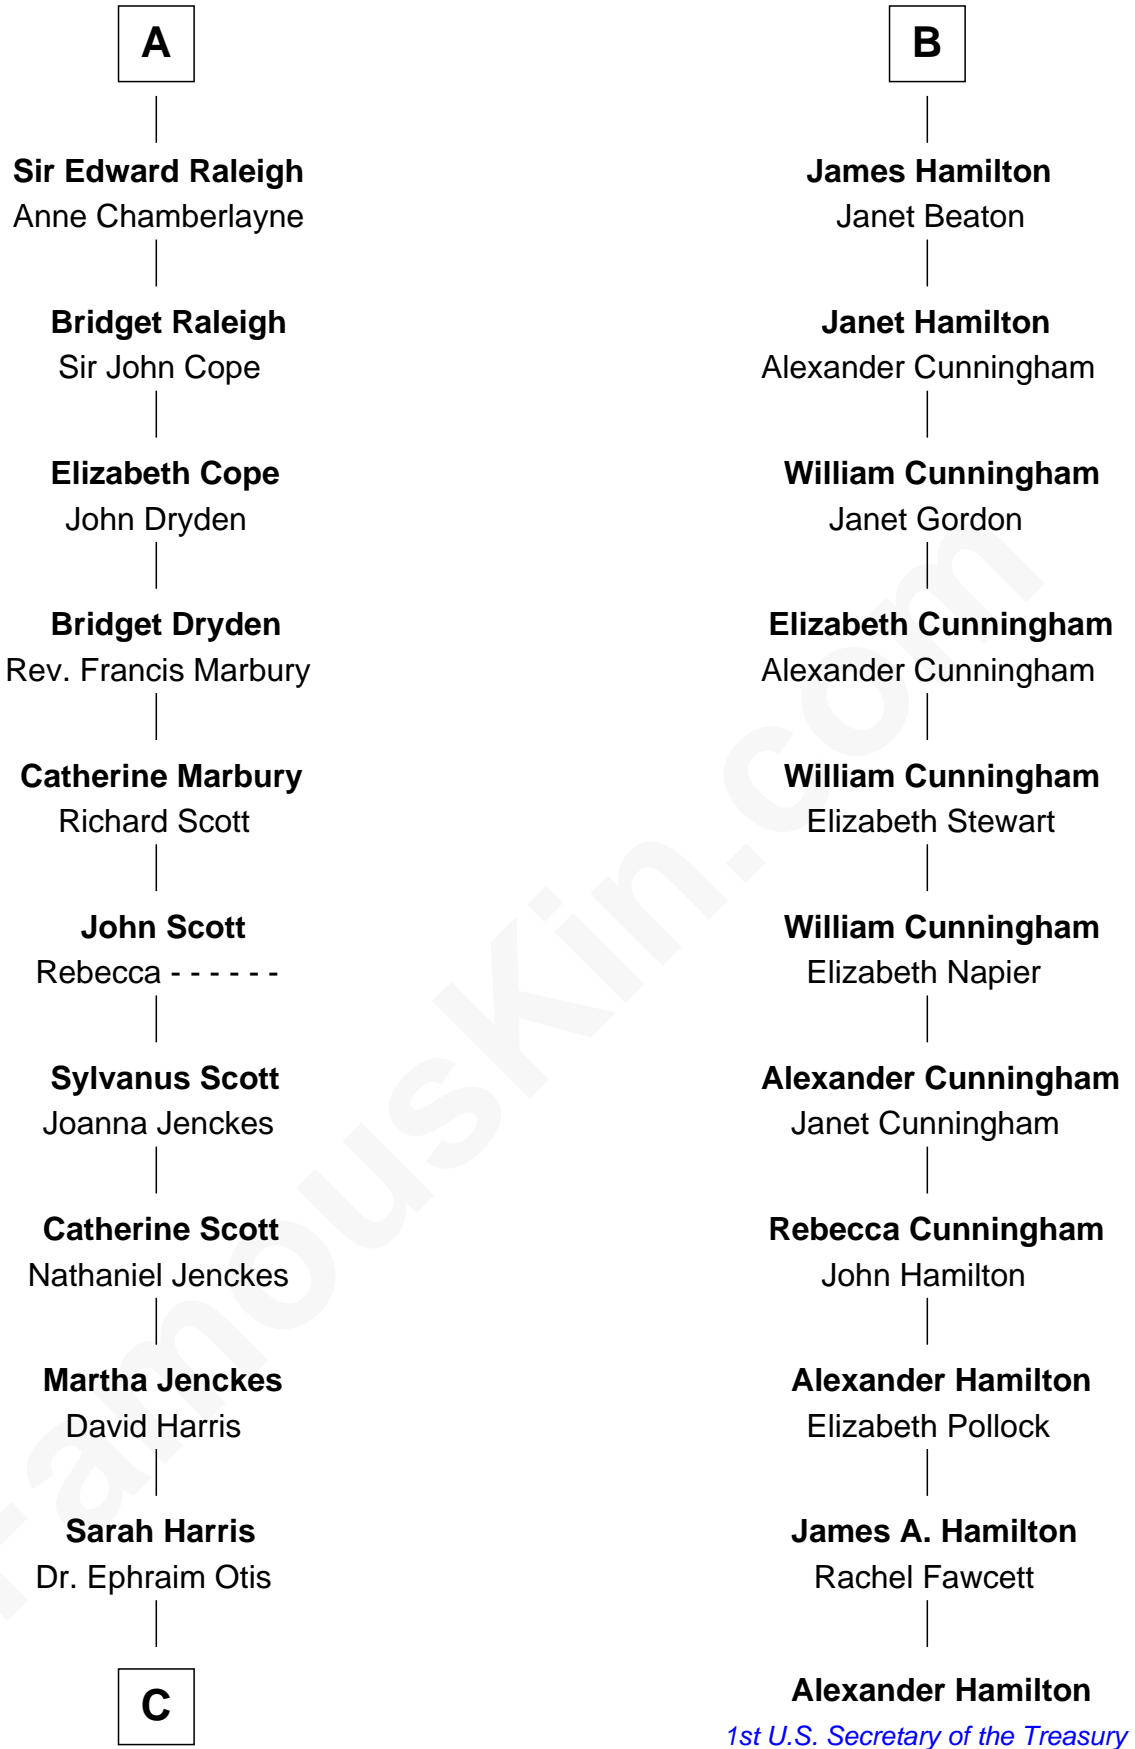 A
Sir Edward Raleigh
Anne Chamberlayne
Bridget Raleigh
Sir John Cope
Elizabeth Cope
John Dryden
Bridget Dryden
Rev. Francis Marbury
Catherine Marbury
Richard Scott
John Scott
Rebecca - - - - - -
Sylvanus Scott
Joanna Jenckes
Catherine Scott
Nathaniel Jenckes
Martha Jenckes
David Harris
Sarah Harris
Dr. Ephraim Otis
C
B
James Hamilton
Janet Beaton
Janet Hamilton
Alexander Cunningham
William Cunningham
Janet Gordon
Elizabeth Cunningham
Alexander Cunningham
William Cunningham
Elizabeth Stewart
William Cunningham
Elizabeth Napier
Alexander Cunningham
Janet Cunningham
Rebecca Cunningham
John Hamilton
Alexander Hamilton
Elizabeth Pollock
James A. Hamilton
Rachel Fawcett
Alexander Hamilton
1st U.S. Secretary of the Treasury
FamousKin.com